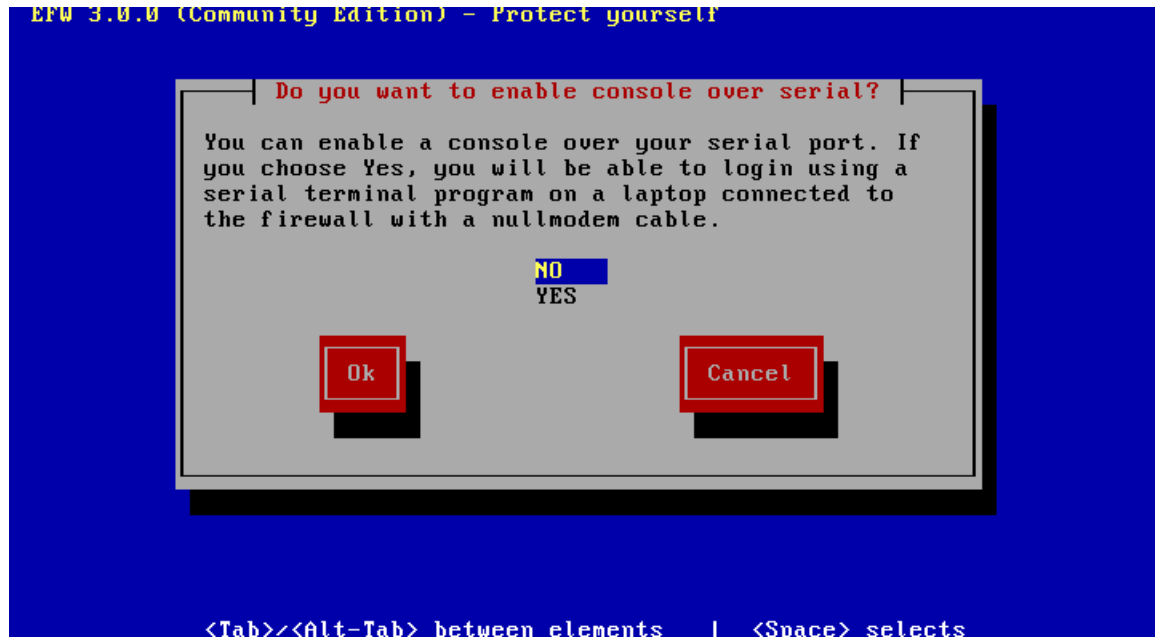 EFW 3.0.0 (Community Edition) - Protect yourself
Do you want to enable console over serial?
You can enable a console over your serial port. If
you choose Yes, you will be able to login using a
serial terminal program on a laptop connected to
the firewall with a nullmodem cable.
NO
YES
Ok Cancel
<Tab>/<Alt-Tab> between elements | <Space> selects